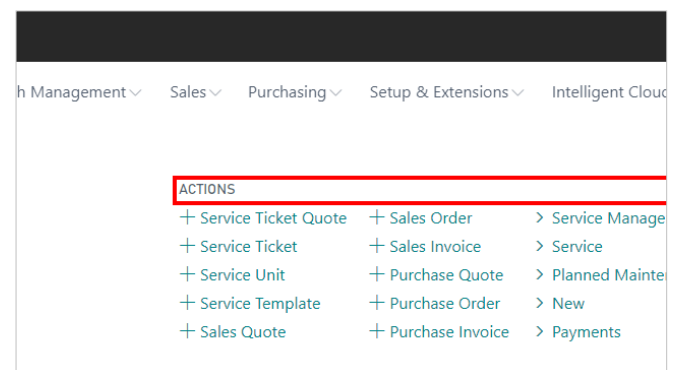 h Management Sales Purchasing Setup & Extensions Intelligent Cloud
ACTIONS
+ Service Ticket Quote + Sales Order > Service Manage
+ Service Ticket + Sales Invoice > Service
+ Service Unit + Purchase Quote > Planned Mainte
+ Service Template + Purchase Order > New
+ Sales Quote + Purchase Invoice > Payments